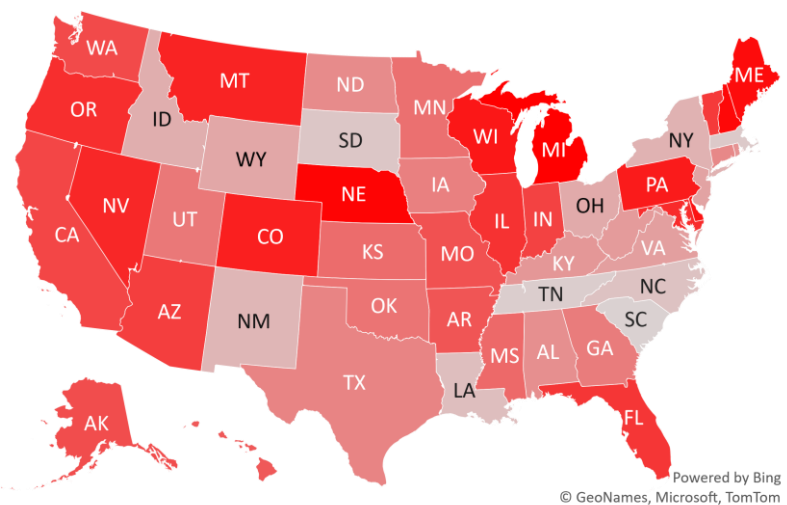 WA
MT
ND
MN
ME
OR
ID
SD
WI
MI
NY
WY
NE
IA
PA
NV
UT
CO
IL
IN
OH
CA
KS
MO
KY
VA
AZ
NM
OK
AR
TN
NC
SC
TX
MS
AL
GA
LA
AK
FL
Powered by Bing
© GeoNames, Microsoft, TomTom